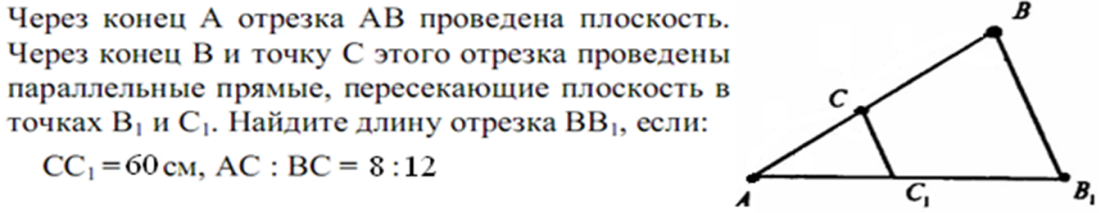 Через конец А отрезка АВ проведена плоскость.
Через конец В и точку С этого отрезка проведены
параллельные прямые, пересекающие плоскость в
точках В₁ и С₁. Найдите длину отрезка ВВ₁, если:
СС₁ = 60 см, АС : ВС = 8 : 12
B
C
A
C₁
B₁